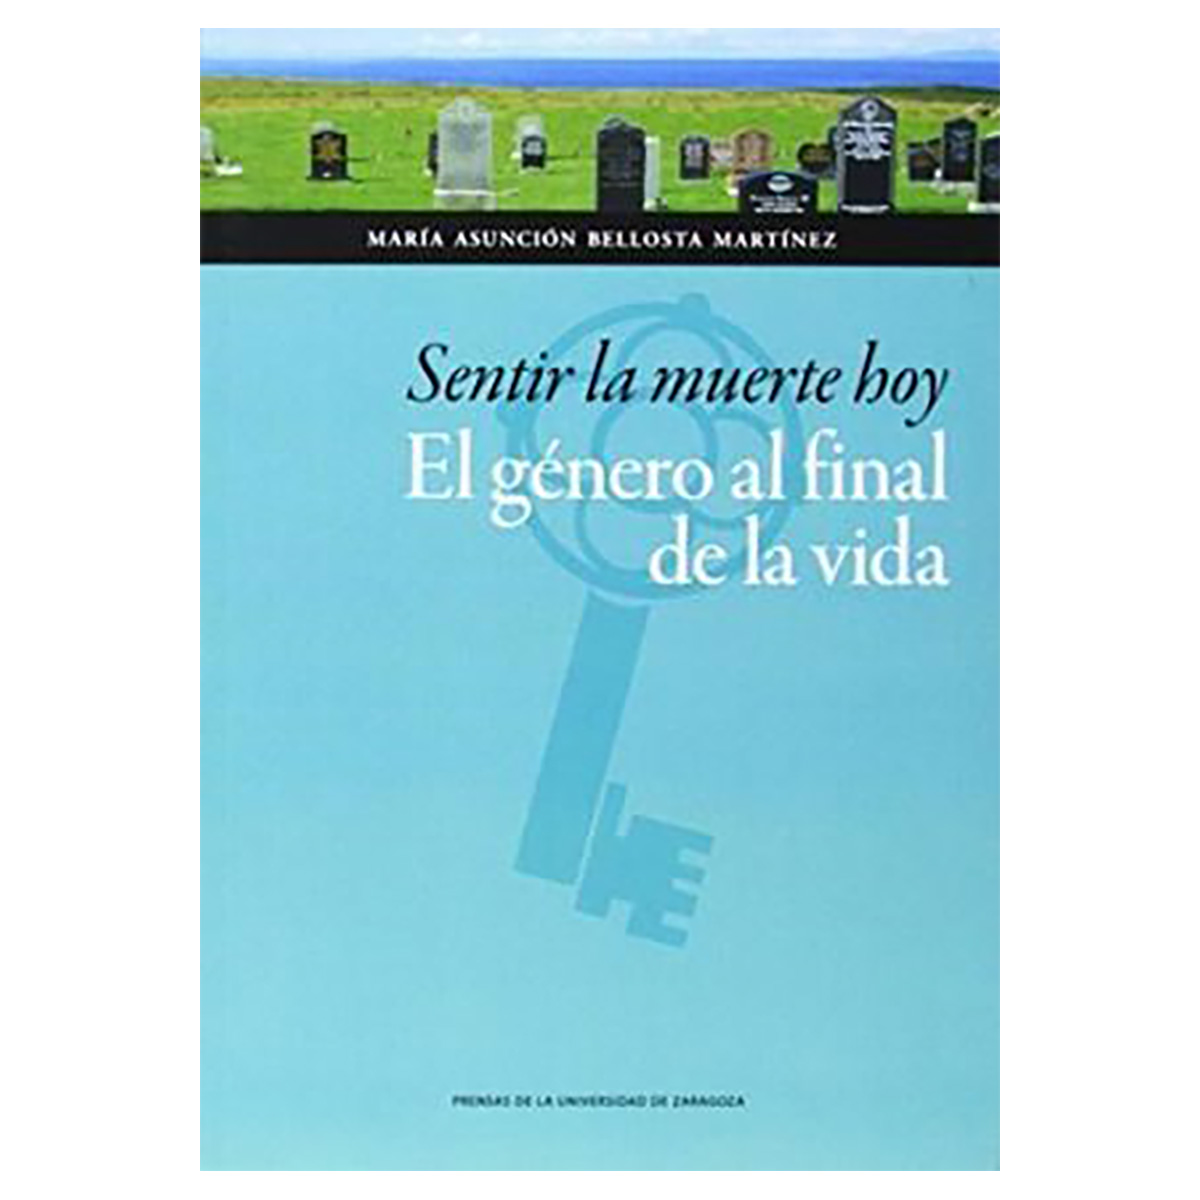 MARÍA ASUNCIÓN BELLOSTA MARTÍNEZ
Sentir la muerte hoy
El género al final
de la vida
PRENSAS DE LA UNIVERSIDAD DE ZARAGOZA